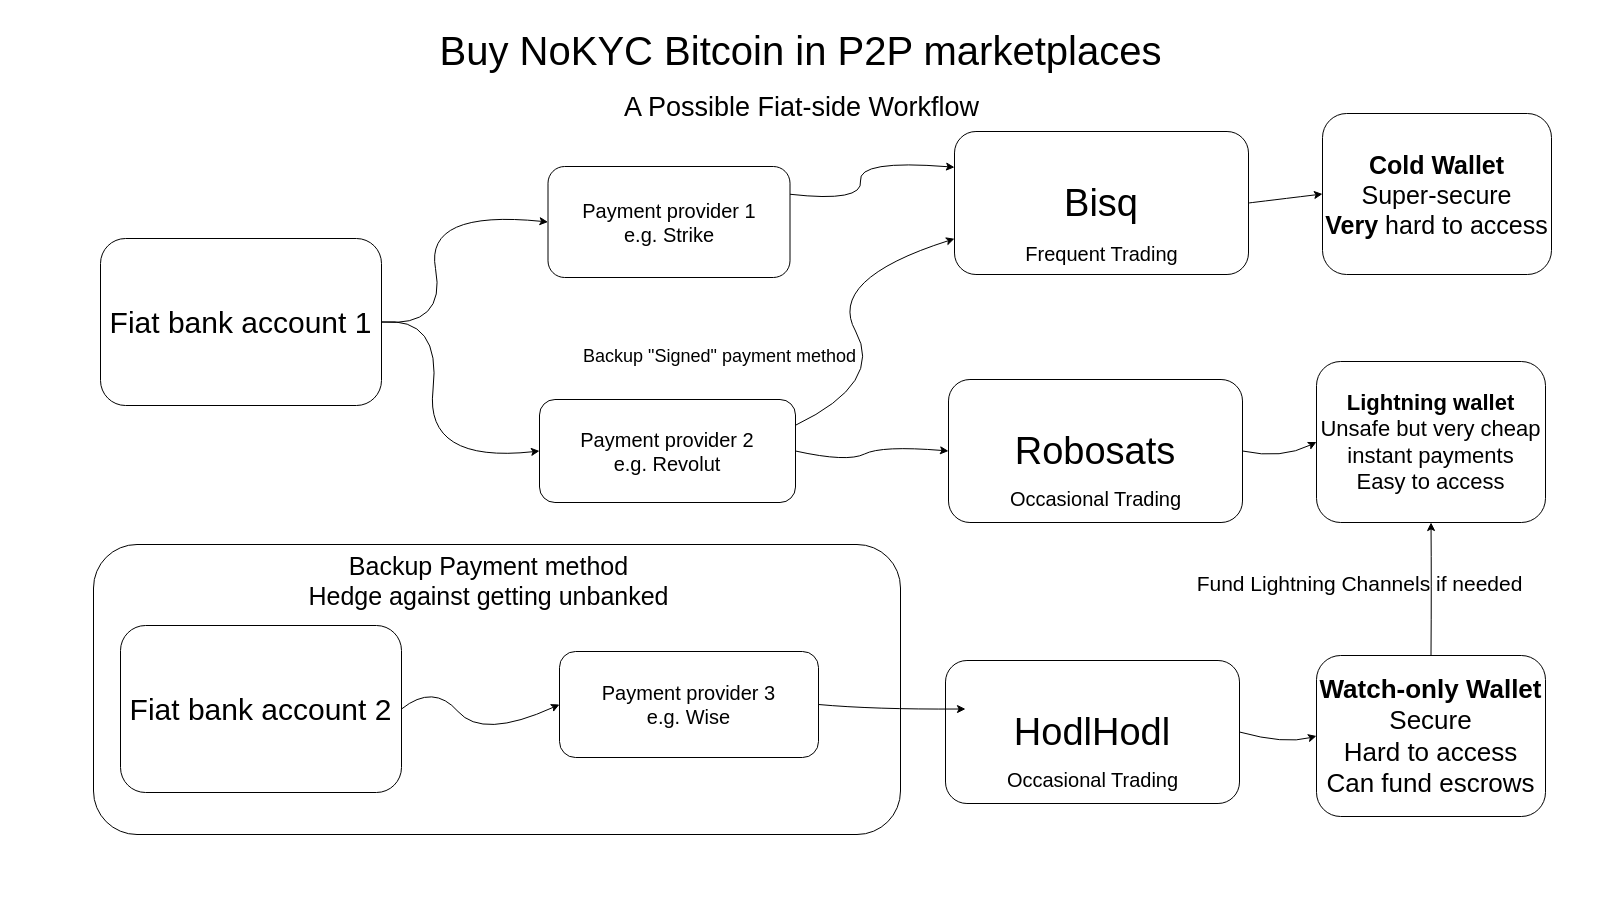 Buy NoKYC Bitcoin in P2P marketplaces
A Possible Fiat-side Workflow
Fiat bank account 1
Payment provider 1
e.g. Strike
Bisq
Frequent Trading
Cold Wallet
Super-secure
Very hard to access
Backup "Signed" payment method
Payment provider 2
e.g. Revolut
Robosats
Occasional Trading
Lightning wallet
Unsafe but very cheap
instant payments
Easy to access
Backup Payment method
Hedge against getting unbanked
Fiat bank account 2
Payment provider 3
e.g. Wise
HodlHodl
Occasional Trading
Fund Lightning Channels if needed
Watch-only Wallet
Secure
Hard to access
Can fund escrows